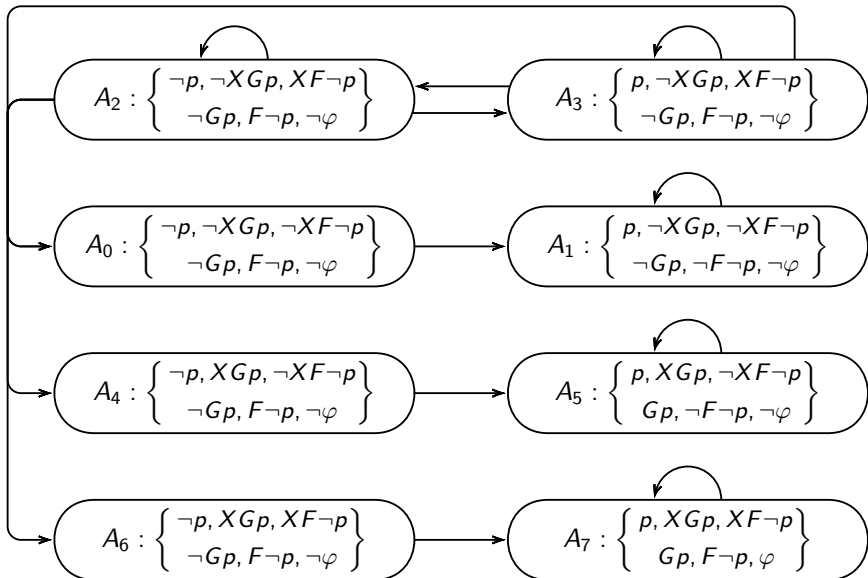 A₂ : { ¬p, ¬XGp, XF¬p
¬Gp, F¬p, ¬φ }
A₃ : { p, ¬XGp, XF¬p
¬Gp, F¬p, ¬φ }
A₀ : { ¬p, ¬XGp, ¬XF¬p
¬Gp, F¬p, ¬φ }
A₁ : { p, ¬XGp, ¬XF¬p
¬Gp, ¬F¬p, ¬φ }
A₄ : { ¬p, XGp, ¬XF¬p
¬Gp, F¬p, ¬φ }
A₅ : { p, XGp, ¬XF¬p
Gp, ¬F¬p, ¬φ }
A₆ : { ¬p, XGp, XF¬p
¬Gp, F¬p, ¬φ }
A₇ : { p, XGp, XF¬p
Gp, F¬p, φ }